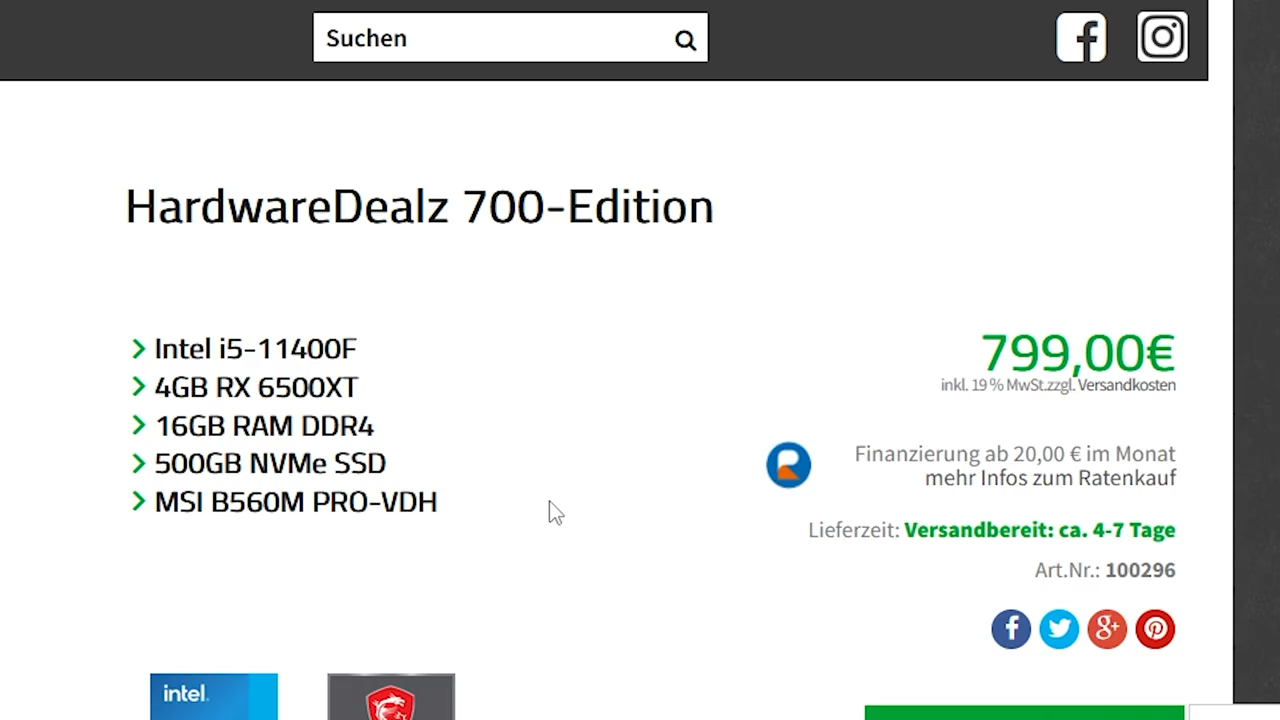 Suchen
HardwareDealz 700-Edition
Intel i5-11400F
4GB RX 6500XT
16GB RAM DDR4
500GB NVMe SSD
MSI B560M PRO-VDH
799,00€
inkl. 19 % MwSt.zzgl. Versandkosten
Finanzierung ab 20,00 € im Monat
mehr Infos zum Ratenkauf
Lieferzeit: Versandbereit: ca. 4-7 Tage
Art.Nr.: 100296
intel.